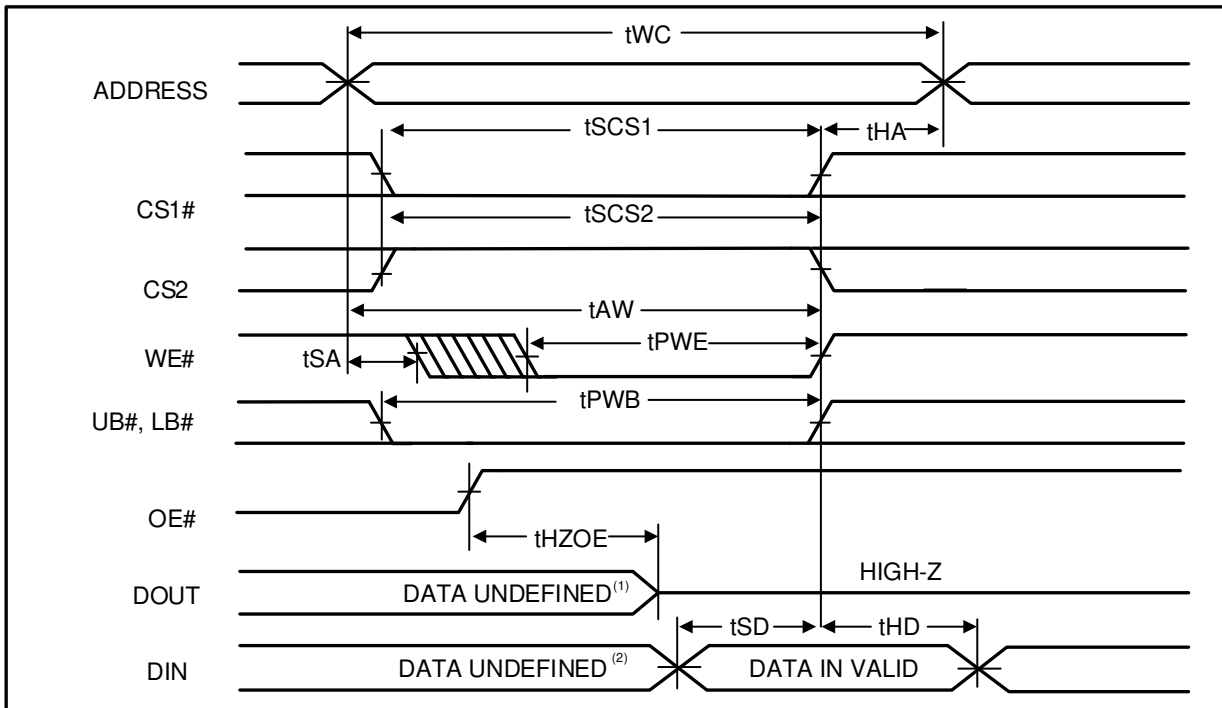 tWC
ADDRESS
tSCS1
tHA
CS1#
tSCS2
CS2
tAW
WE#
tSA
tPWE
UB#, LB#
tPWB
OE#
tHZOE
DOUT
DATA UNDEFINED(1)
HIGH-Z
tSD
tHD
DIN
DATA UNDEFINED (2)
DATA IN VALID